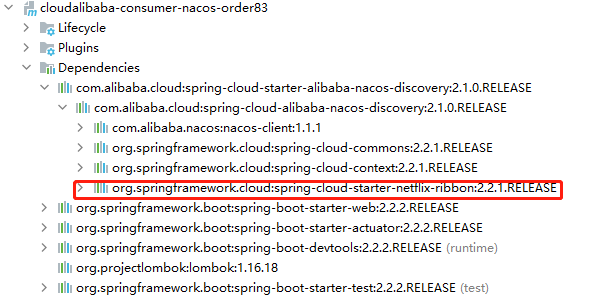 cloudalibaba-consumer-nacos-order83
Lifecycle
Plugins
Dependencies
com.alibaba.cloud:spring-cloud-starter-alibaba-nacos-discovery:2.1.0.RELEASE
com.alibaba.cloud:spring-cloud-alibaba-nacos-discovery:2.1.0.RELEASE
com.alibaba.nacos:nacos-client:1.1.1
org.springframework.cloud:spring-cloud-commons:2.2.1.RELEASE
org.springframework.cloud:spring-cloud-context:2.2.1.RELEASE
org.springframework.cloud:spring-cloud-starter-netflix-ribbon:2.2.1.RELEASE
org.springframework.boot:spring-boot-starter-web:2.2.2.RELEASE
org.springframework.boot:spring-boot-starter-actuator:2.2.2.RELEASE
org.springframework.boot:spring-boot-devtools:2.2.2.RELEASE (runtime)
org.projectlombok:lombok:1.16.18
org.springframework.boot:spring-boot-starter-test:2.2.2.RELEASE (test)